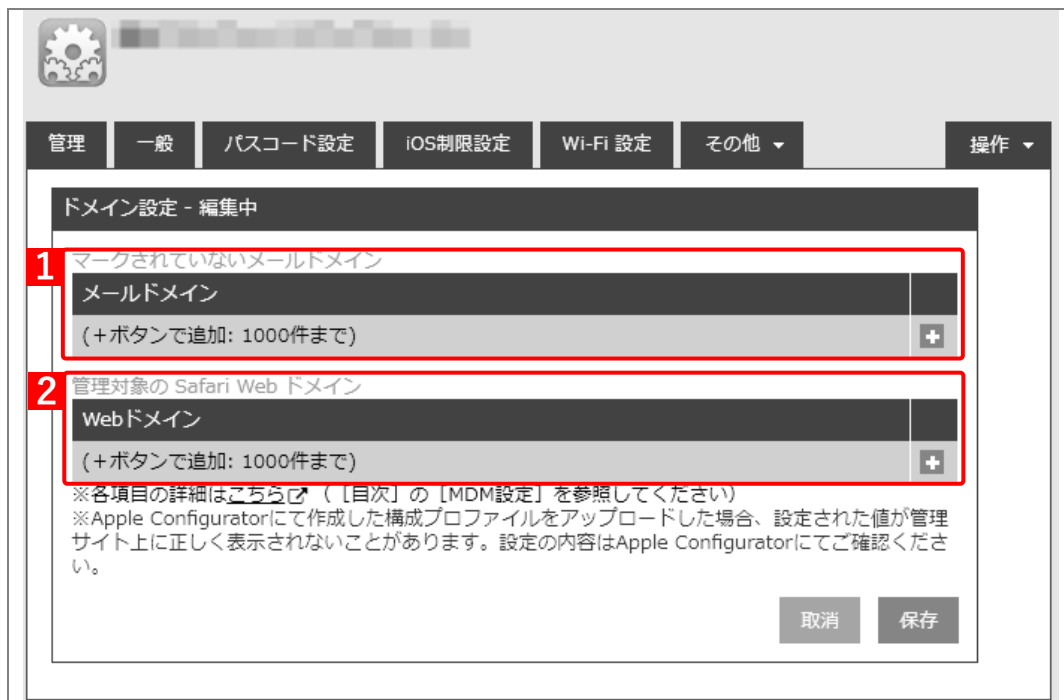 管理 一般 パスコード設定 iOS制限設定 Wi-Fi 設定 その他 ▼ 操作 ▼
ドメイン設定 - 編集中
1
マークされていないメールドメイン
メールドメイン
(+ボタンで追加: 1000件まで)
2
管理対象の Safari Web ドメイン
Webドメイン
(+ボタンで追加: 1000件まで)
※各項目の詳細はこちら（［目次］の［MDM設定］を参照してください）
※Apple Configuratorにて作成した構成プロファイルをアップロードした場合、設定された値が管理
サイト上に正しく表示されないことがあります。設定の内容はApple Configuratorにてご確認くださ
い。
取消 保存